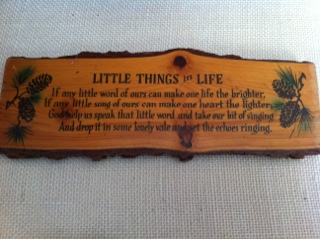 LITTLE THINGS in LIFE
If any little word of ours can make one life the brighter,
If any little song of ours can make one heart the lighter,
God help us speak that little word and take our bit of singing
And drop it in some lonely vale and set the echoes ringing.